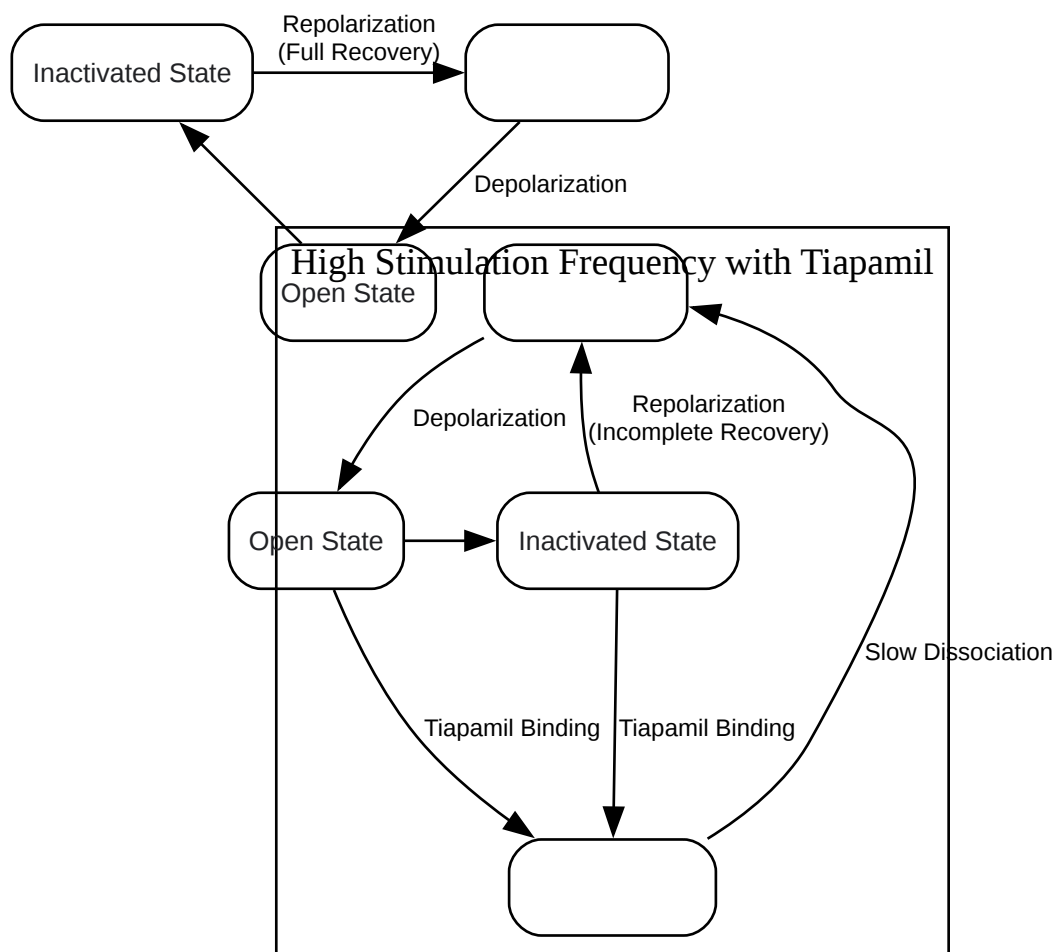 Repolarization
(Full Recovery)
Inactivated State
Depolarization
High Stimulation Frequency with Tiapamil
Open State
Depolarization
Repolarization
(Incomplete Recovery)
Open State
Inactivated State
Slow Dissociation
Tiapamil Binding
Tiapamil Binding